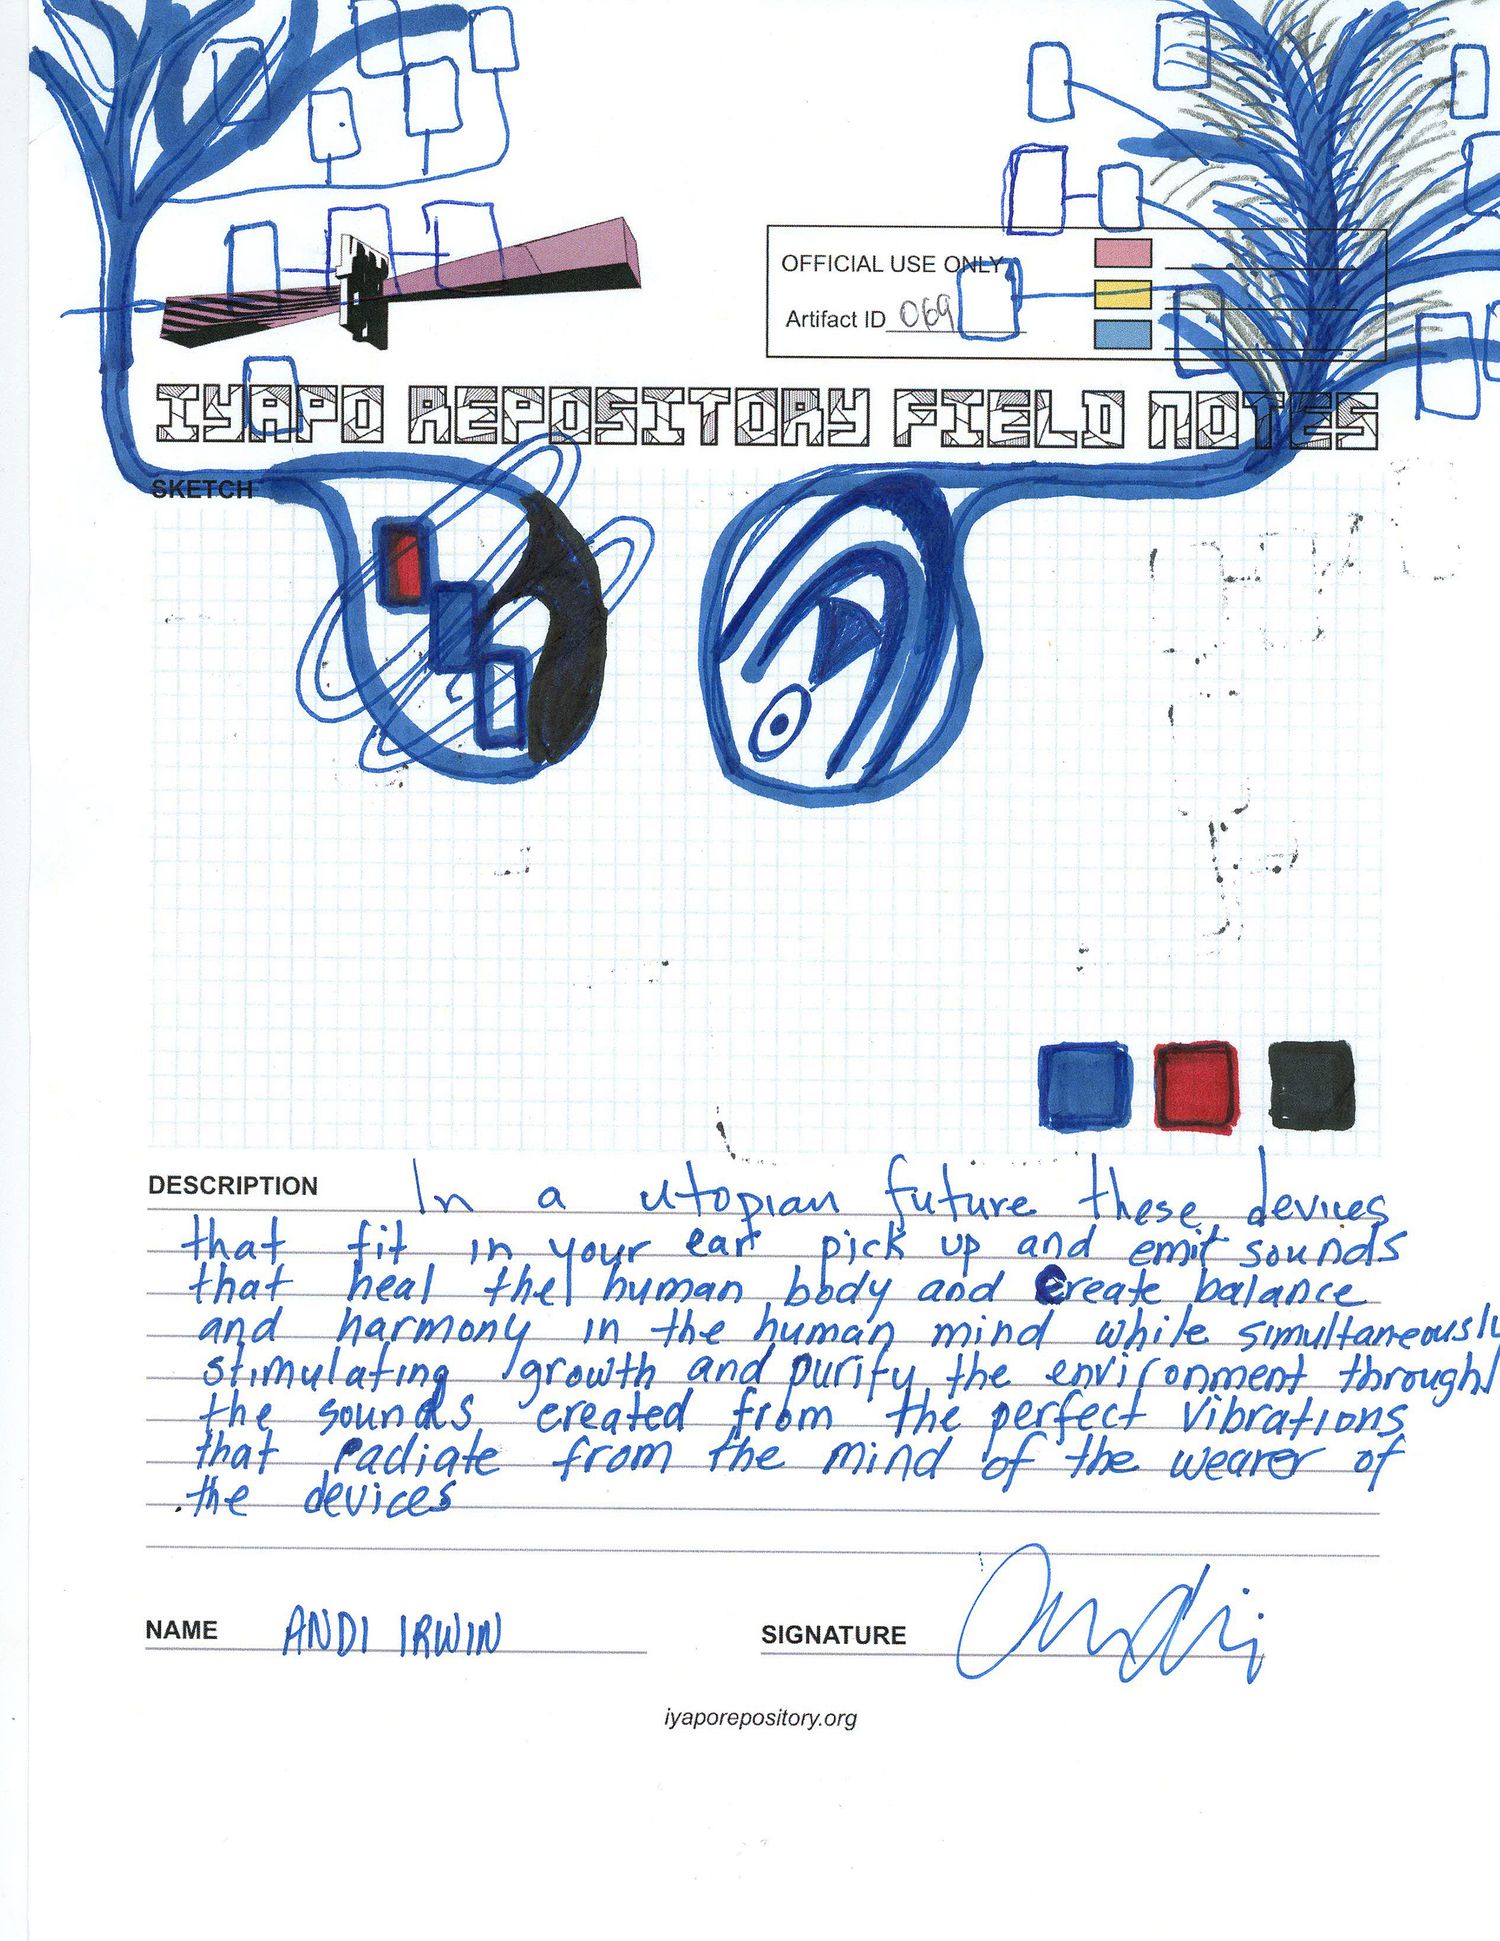 OFFICIAL USE ONLY
Artifact ID 069
IYAPO REPOSITORY FIELD NOTES
SKETCH
DESCRIPTION In a utopian future these devices
that fit in your ear pick up and emit sounds
that heal the human body and create balance
and harmony in the human mind while simultaneously
stimulating growth and purify the environment through
the sounds created from the perfect vibrations
that radiate from the mind of the wearer of
the devices
NAME ANDI IRWIN
SIGNATURE Andi
iyaporepository.org